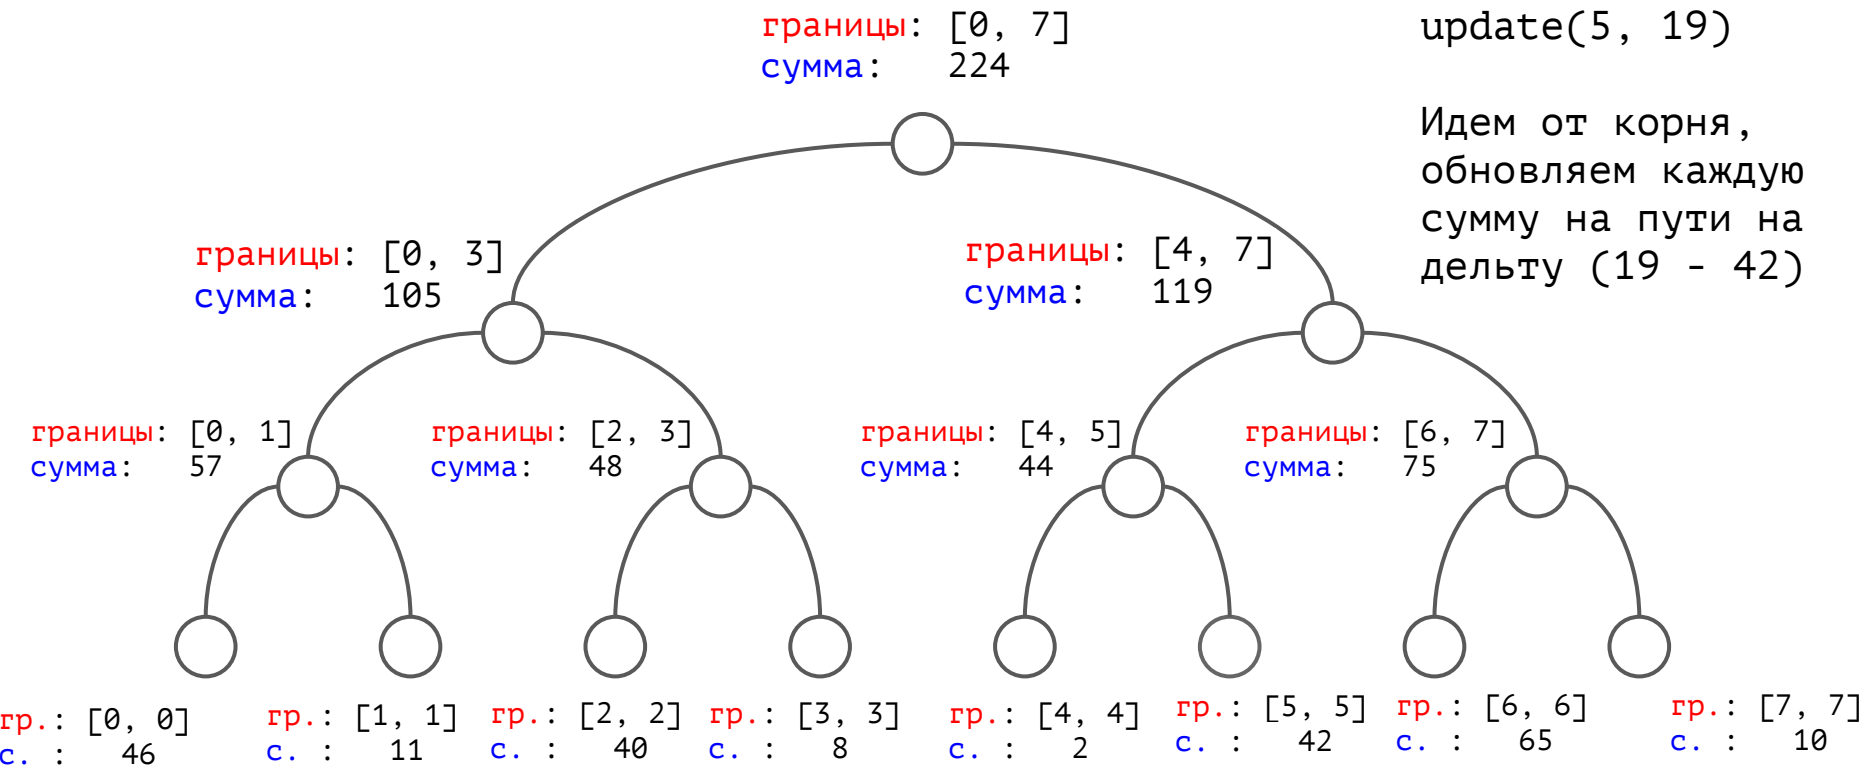 границы: [0, 7]
сумма: 224
update(5, 19)
Идем от корня,
обновляем каждую
сумму на пути на
дельту (19 - 42)
границы: [0, 3]
сумма: 105
границы: [4, 7]
сумма: 119
границы: [0, 1]
сумма: 57
границы: [2, 3]
сумма: 48
границы: [4, 5]
сумма: 44
границы: [6, 7]
сумма: 75
гр.: [0, 0]
с. : 46
гр.: [1, 1]
с. : 11
гр.: [2, 2]
с. : 40
гр.: [3, 3]
с. : 8
гр.: [4, 4]
с. : 2
гр.: [5, 5]
с. : 42
гр.: [6, 6]
с. : 65
гр.: [7, 7]
с. : 10